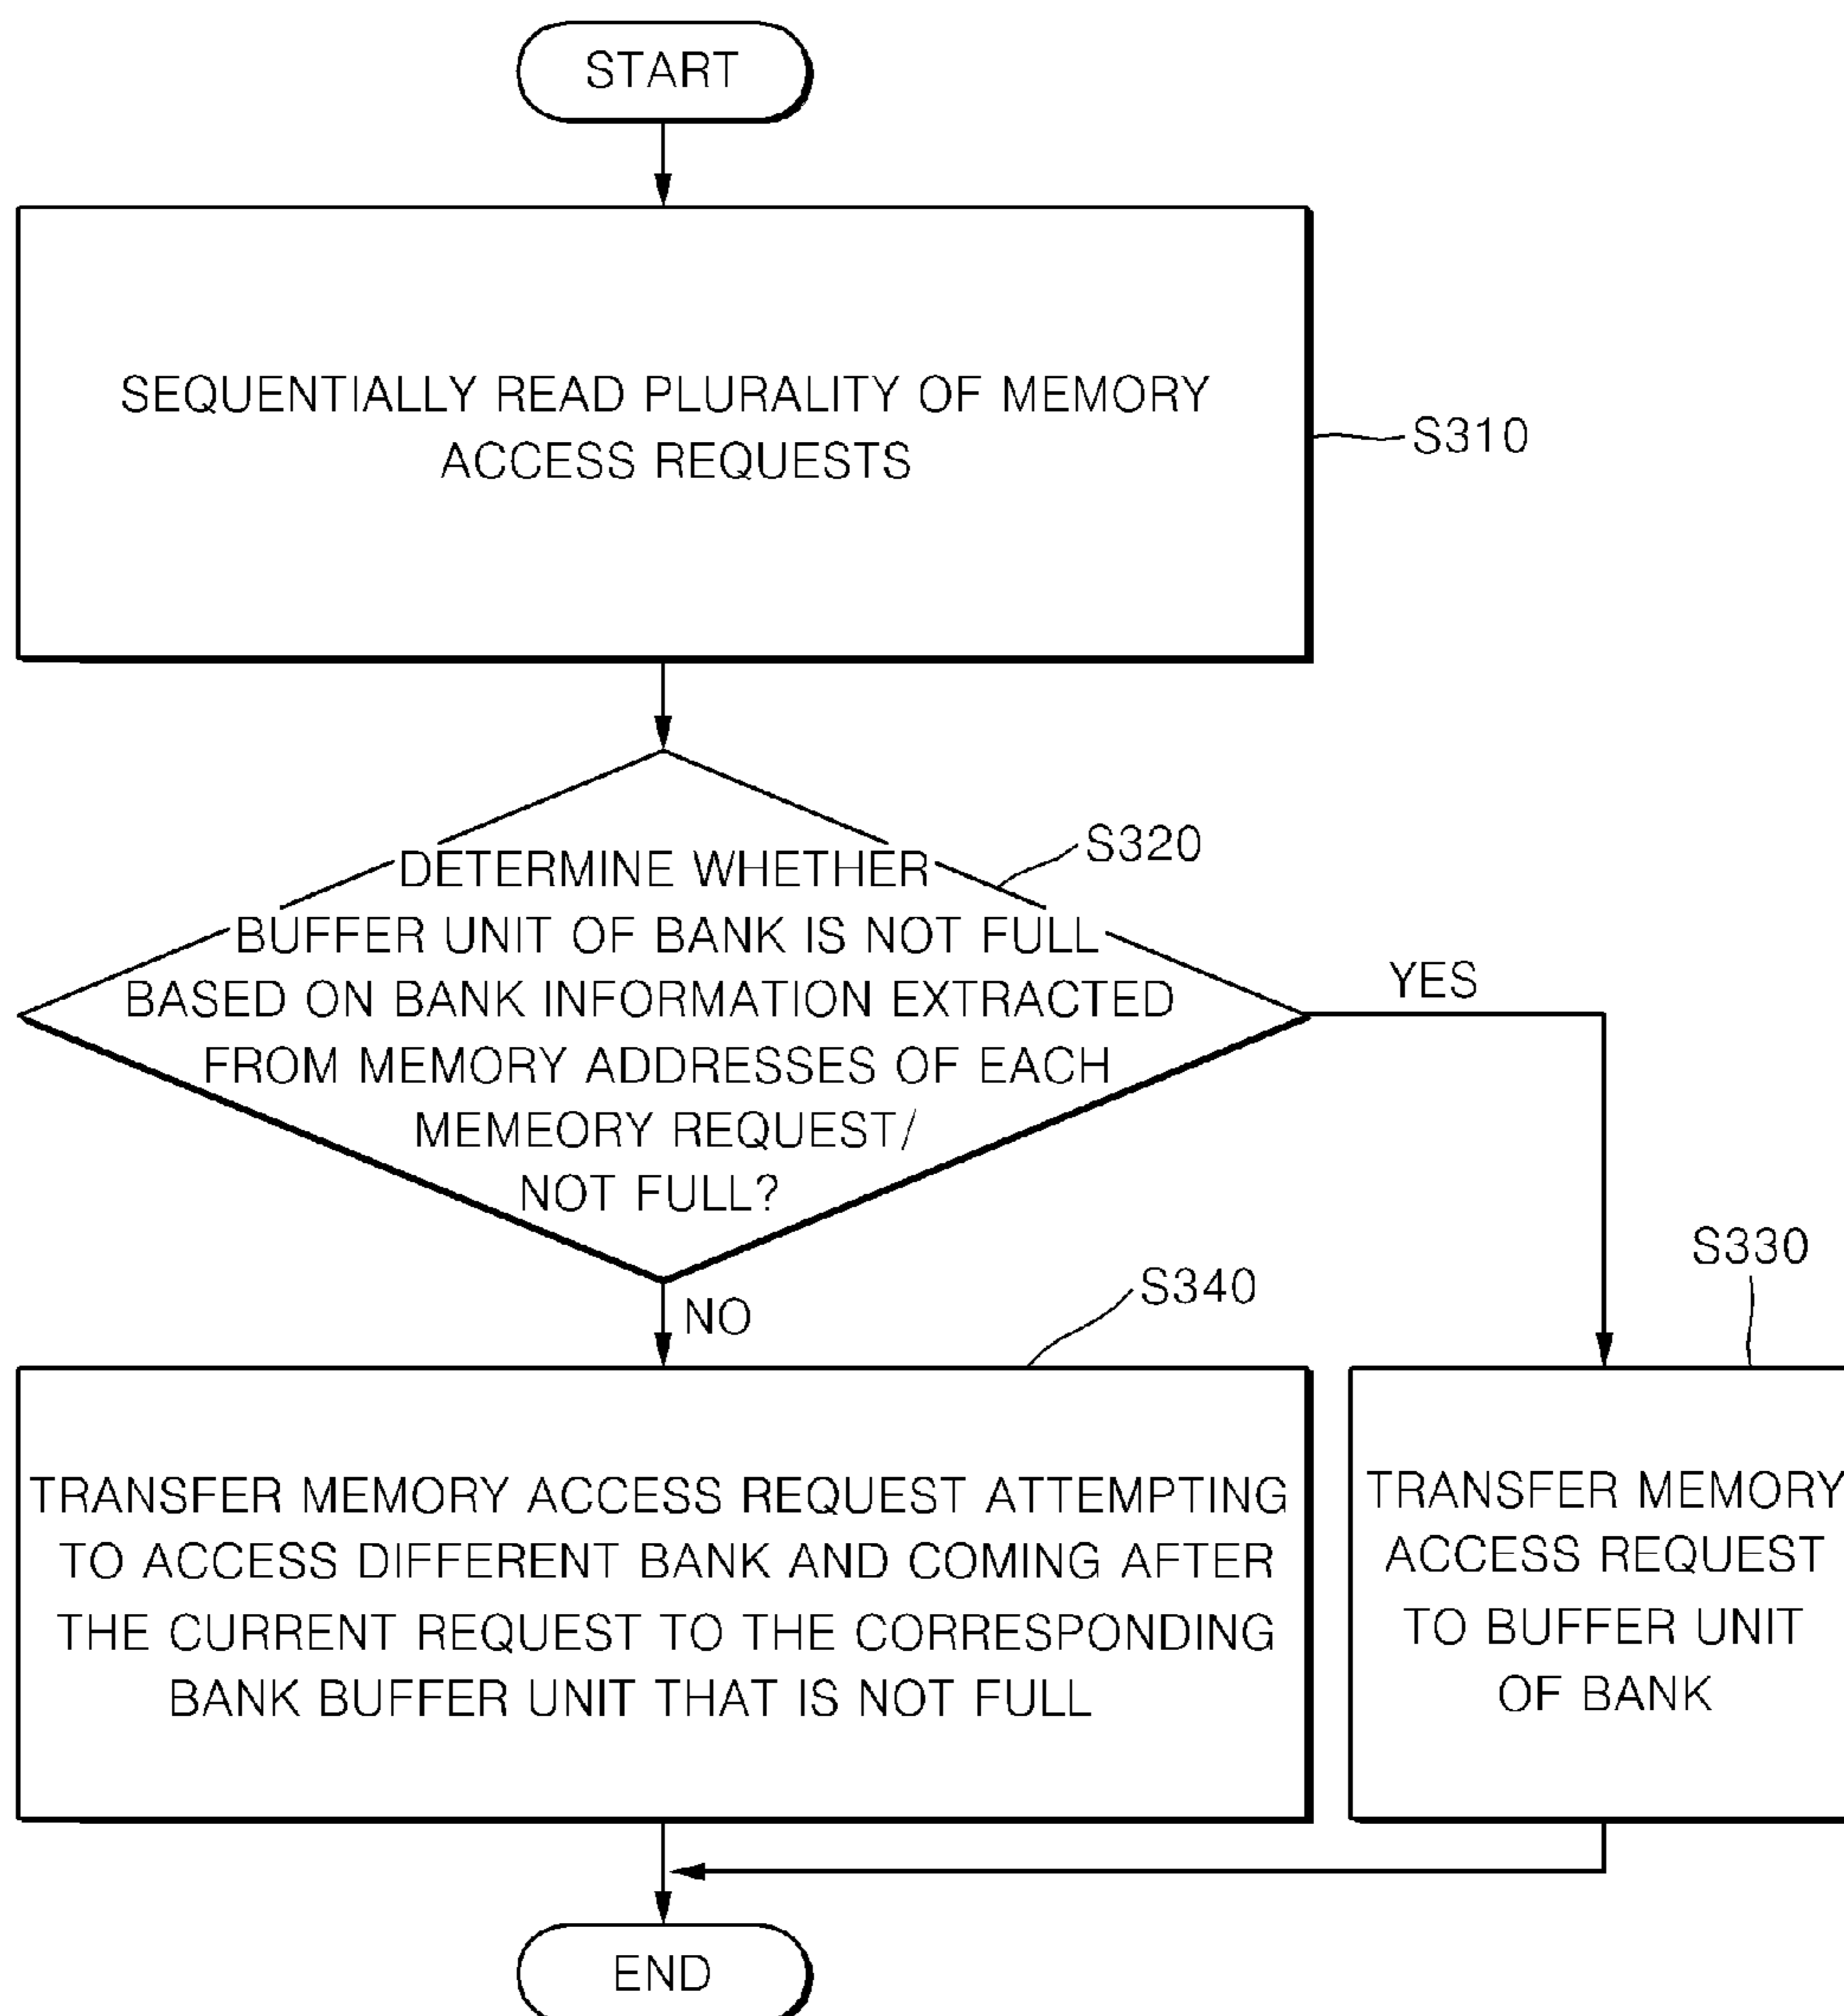 START
SEQUENTIALLY READ PLURALITY OF MEMORY
ACCESS REQUESTS
S310
DETERMINE WHETHER
BUFFER UNIT OF BANK IS NOT FULL
BASED ON BANK INFORMATION EXTRACTED
FROM MEMORY ADDRESSES OF EACH
MEMEORY REQUEST/
NOT FULL?
S320
YES
NO
S340
S330
TRANSFER MEMORY ACCESS REQUEST ATTEMPTING
TO ACCESS DIFFERENT BANK AND COMING AFTER
THE CURRENT REQUEST TO THE CORRESPONDING
BANK BUFFER UNIT THAT IS NOT FULL
TRANSFER MEMORY
ACCESS REQUEST
TO BUFFER UNIT
OF BANK
END